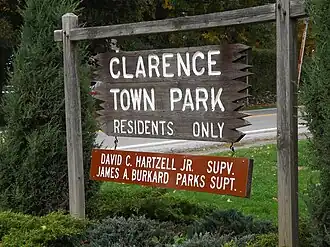 CLARENCE
TOWN PARK
RESIDENTS ONLY
DAVID C. HARTZELL JR. SUPV.
JAMES A. BURKARD PARKS SUPT.